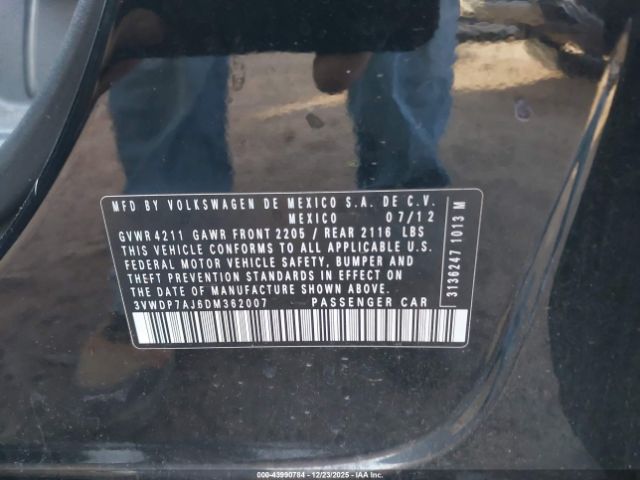 MFD BY VOLKSWAGEN DE MEXICO S.A. DE C.V.
MEXICO 07/12
GVWR 4211 GAWR FRONT 2205 / REAR 2116 LBS
THIS VEHICLE CONFORMS TO ALL APPLICABLE U.S.
FEDERAL MOTOR VEHICLE SAFETY, BUMPER AND
THEFT PREVENTION STANDARDS IN EFFECT ON THE
DATE OF MANUFACTURE SHOWN ABOVE.
3VWDP7AJ6DM362007 PASSENGER CAR
3136247 1013 M
000-43990784 - 12/23/2025 - IAAI.COM